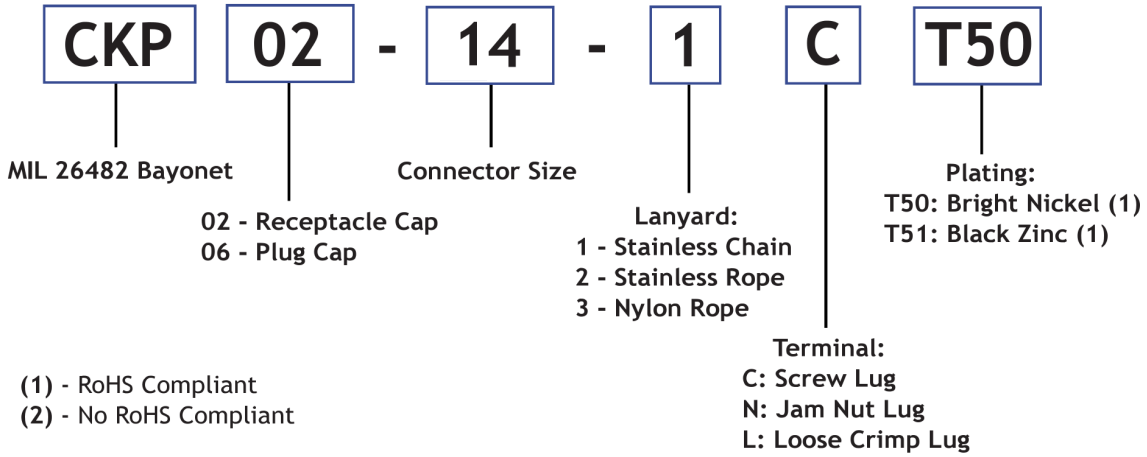 CKP 02 - 14 - 1 C T50
MIL 26482 Bayonet
02 - Receptacle Cap
06 - Plug Cap
Connector Size
Lanyard:
1 - Stainless Chain
2 - Stainless Rope
3 - Nylon Rope
Terminal:
C: Screw Lug
N: Jam Nut Lug
L: Loose Crimp Lug
Plating:
T50: Bright Nickel (1)
T51: Black Zinc (1)
(1) - RoHS Compliant
(2) - No RoHS Compliant